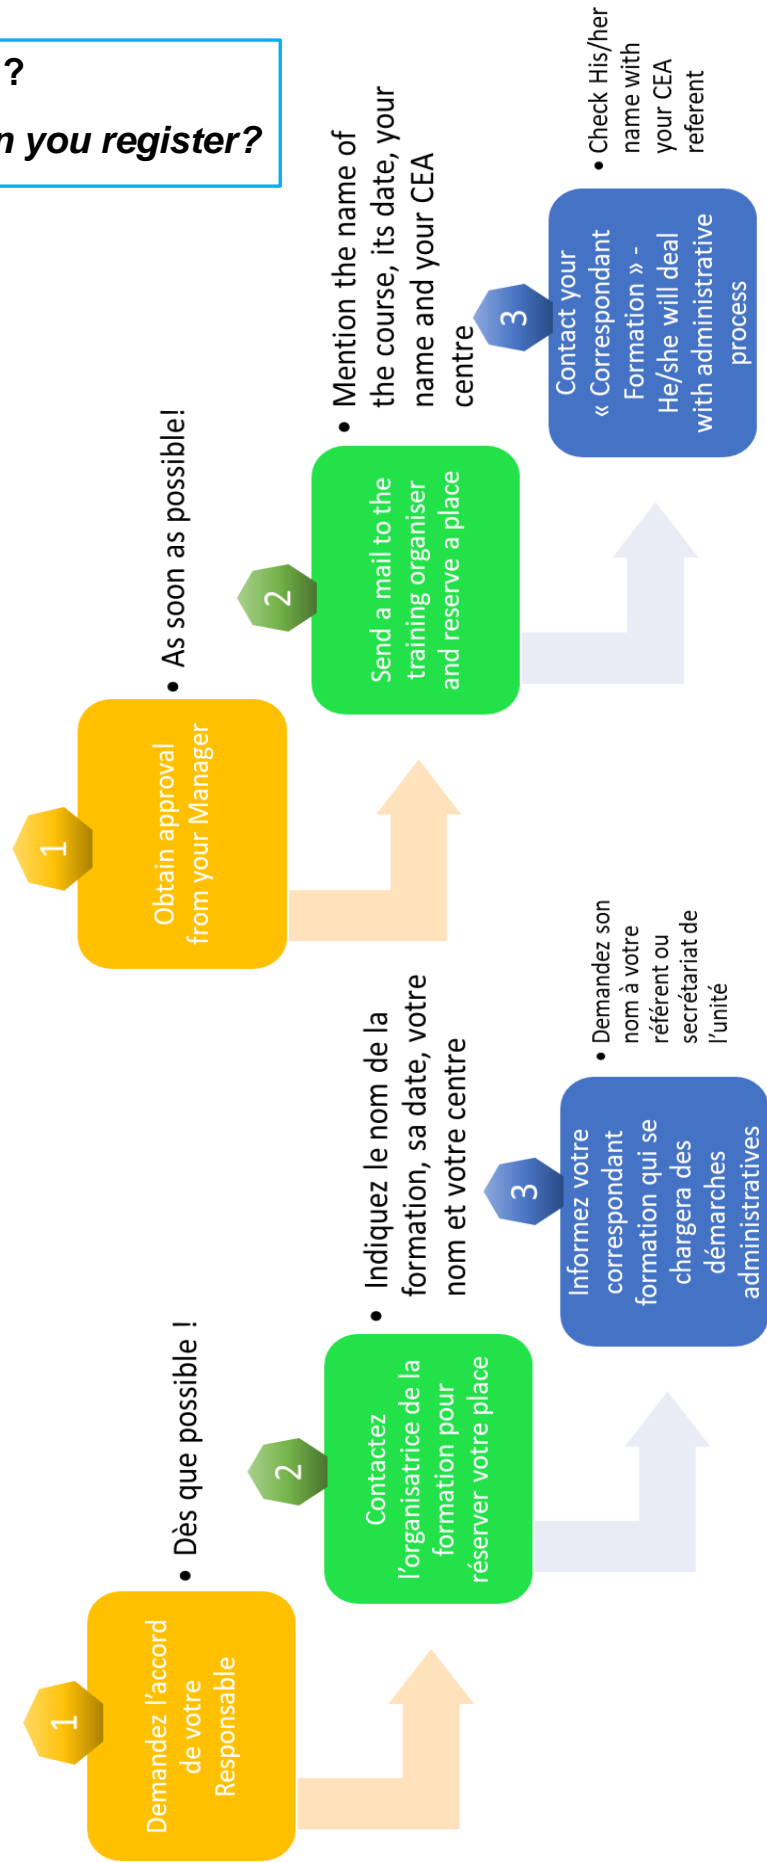 ?
n you register?
1
Demandez l'accord
de votre
Responsable
• Dès que possible !
2
Contactez
l'organisatrice de la
formation pour
réserver votre place
• Indiquez le nom de la
formation, sa date, votre
nom et votre centre
3
Informez votre
correspondant
formation qui se
chargera des
démarches
administratives
• Demandez son
nom à votre
référent ou
secrétariat de
l'unité
1
Obtain approval
from your Manager
• As soon as possible!
2
Send a mail to the
training organiser
and reserve a place
• Mention the name of
the course, its date, your
name and your CEA
centre
3
Contact your
« Correspondant
Formation » -
He/she will deal
with administrative
process
• Check His/her
name with
your CEA
referent